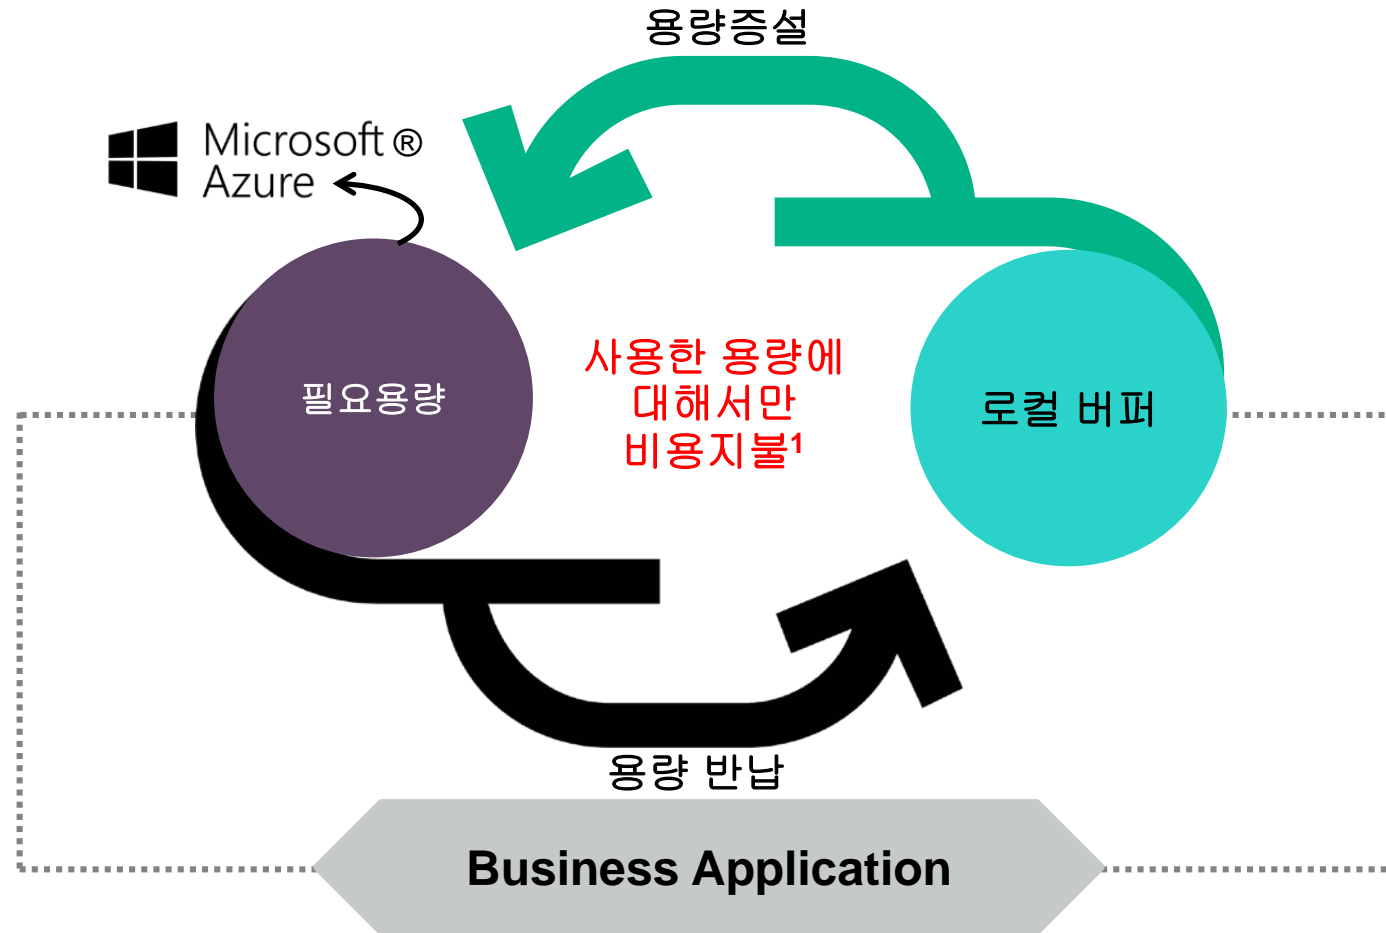 용량증설
Microsoft ®
Azure
필요용량
사용한 용량에
대해서만
비용지불¹
로컬 버퍼
용량 반납
Business Application